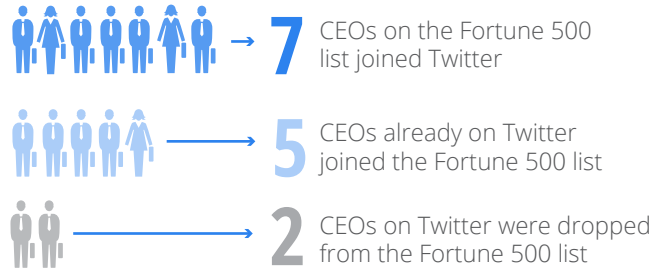 7 CEOs on the Fortune 500
list joined Twitter
5 CEOs already on Twitter
joined the Fortune 500 list
2 CEOs on Twitter were dropped
from the Fortune 500 list